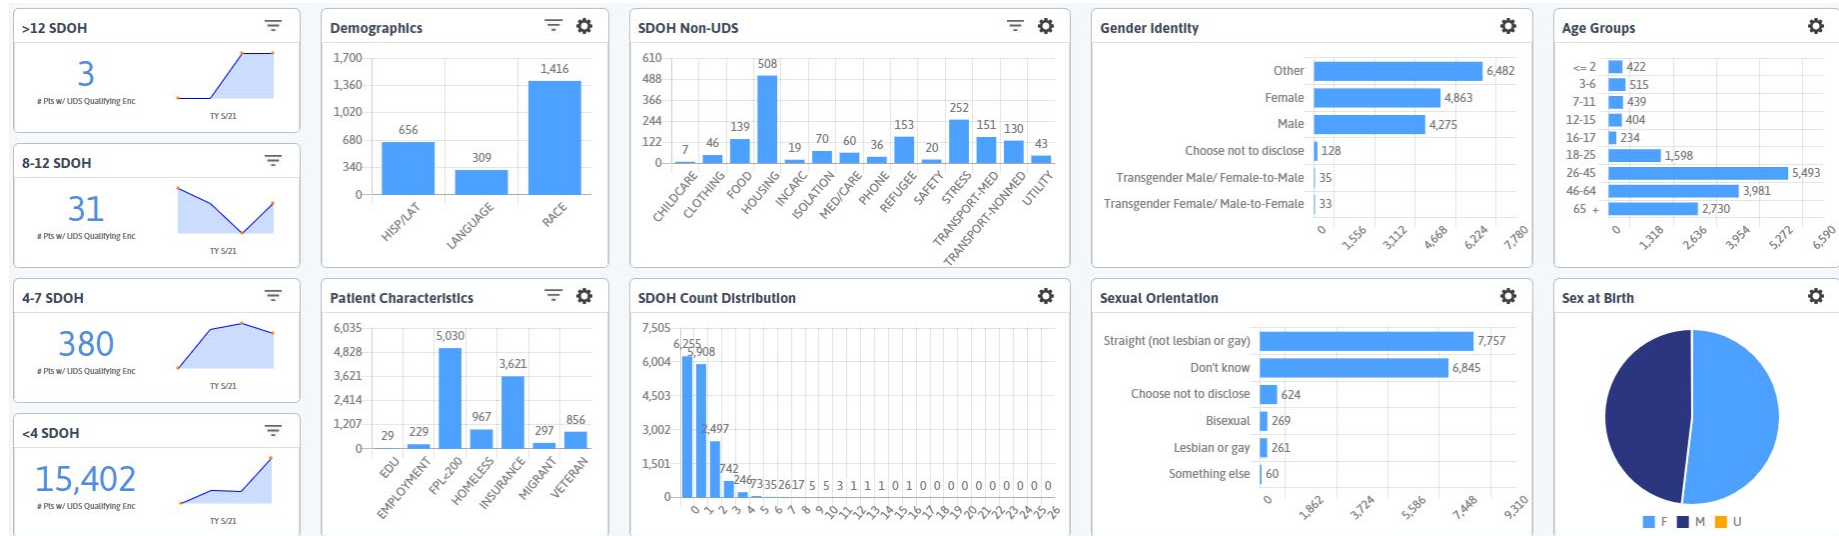 >12 SDOH
3
# Pts w/ UDS Qualifying Enc
TY 5/21
8-12 SDOH
31
# Pts w/ UDS Qualifying Enc
TY 5/21
4-7 SDOH
380
# Pts w/ UDS Qualifying Enc
TY 5/21
<4 SDOH
15,402
# Pts w/ UDS Qualifying Enc
TY 5/21
Demographics
1,700
1,360
1,020
680
340
0
656
309
1,416
HISP/LAT
LANGUAGE
RACE
Patient Characteristics
6,035
4,828
3,621
2,414
1,207
0
29
229
5,030
967
3,621
297
856
EDU
EMPLOYMENT
FPL<200
HOMELESS
INSURANCE
MIGRANT
VETERAN
SDOH Non-UDS
610
488
366
244
122
0
7
46
139
508
19
70
60
36
153
20
252
151
130
43
CHILDCARE
CLOTHING
FOOD
HOUSING
INCARC
ISOLATION
MED/CARE
PHONE
REFUGEE
SAFETY
STRESS
TRANSPORT-MED
TRANSPORT-NONMED
UTILITY
SDOH Count Distribution
7,505
6,004
4,503
3,002
1,501
0
6,255
5,908
2,497
742
246
73
35
26
17
5
5
3
1
1
1
0
1
0
0
0
0
0
0
0
0
0
0
0
1
2
3
4
5
6
7
8
9
10
11
12
13
14
15
16
17
18
19
20
21
22
23
24
25
26
Gender Identity
Other 6,482
Female 4,863
Male 4,275
Choose not to disclose 128
Transgender Male/ Female-to-Male 35
Transgender Female/ Male-to-Female 33
0
1,556
3,112
4,668
6,224
7,780
Sexual Orientation
Straight (not lesbian or gay) 7,757
Don't know 6,845
Choose not to disclose 624
Bisexual 269
Lesbian or gay 261
Something else 60
0
1,862
3,724
5,586
7,448
9,310
Age Groups
<= 2 422
3-6 515
7-11 439
12-15 404
16-17 234
18-25 1,598
26-45 5,493
46-64 3,981
65 + 2,730
0
1,318
2,636
3,954
5,272
6,590
Sex at Birth
F M U